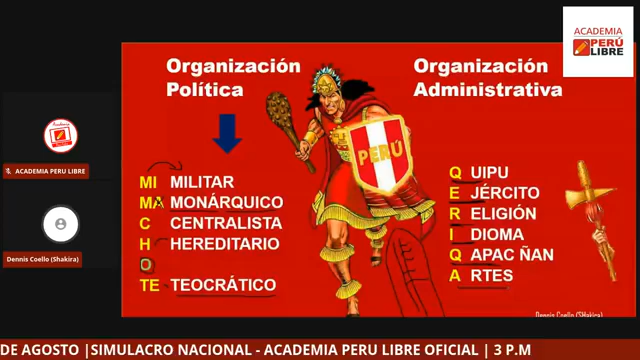 ACADEMIA
PERÚ
LIBRE
Organización
Política
Organización
Administrativa
PERÚ
ACADEMIA PERU LIBRE
Dennis Coello (Shakira)
MI MILITAR
MA MONÁRQUICO
C CENTRALISTA
H HEREDITARIO
O
TE TEOCRÁTICO
Q UIPU
E JÉRCITO
R ELIGIÓN
I DIOMA
Q APAC ÑAN
A RTES
Dennis Coello (SHakira)
DE AGOSTO |SIMULACRO NACIONAL - ACADEMIA PERU LIBRE OFICIAL | 3 P.M